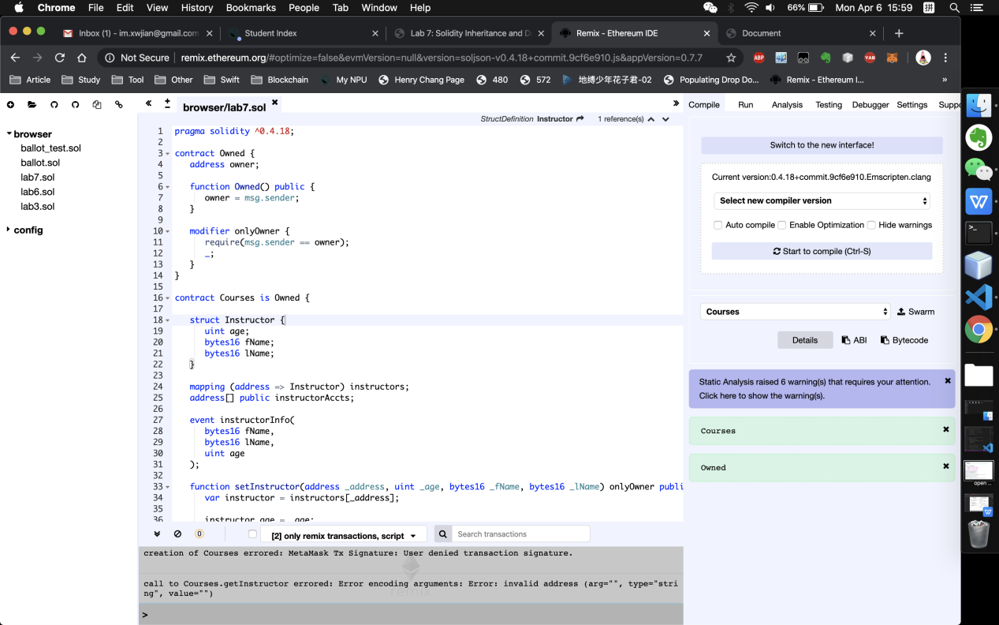 Chrome File Edit View History Bookmarks People Tab Window Help 66% Mon Apr 6 15:59 拼
Inbox (1) - im.xwjian@gmail.com Student Index Lab 7: Solidity Inheritance and D Remix - Ethereum IDE Document
Not Secure remix.ethereum.org/#optimize=false&evmVersion=null&version=soljson-v0.4.18+commit.9cf6e910.js&appVersion=0.7.7 ABP YAB
Article Study Tool Other Swift Blockchain My NPU Henry Chang Page 480 572 地缚少年花子君-02 Populating Drop Do... Remix - Ethereum I... »
browser/lab7.sol
Compile Run Analysis Testing Debugger Settings Suppo
StructDefinition Instructor 1 reference(s)
browser
ballot_test.sol
ballot.sol
lab7.sol
lab6.sol
lab3.sol
config
1 pragma solidity ^0.4.18;
2
3 contract Owned {
4 address owner;
5
6 function Owned() public {
7 owner = msg.sender;
8 }
9
10 modifier onlyOwner {
11 require(msg.sender == owner);
12 _;
13 }
14 }
15
16 contract Courses is Owned {
17
18 struct Instructor {
19 uint age;
20 bytes16 fName;
21 bytes16 lName;
22 }
23
24 mapping (address => Instructor) instructors;
25 address[] public instructorAccts;
26
27 event instructorInfo(
28 bytes16 fName,
29 bytes16 lName,
30 uint age
31 );
32
33 function setInstructor(address _address, uint _age, bytes16 _fName, bytes16 _lName) onlyOwner publi
34 var instructor = instructors[_address];
35
36 instructor.age = _age;
0 [2] only remix transactions, script Search transactions
creation of Courses errored: MetaMask Tx Signature: User denied transaction signature.
call to Courses.getInstructor errored: Error encoding arguments: Error: invalid address (arg="", type="stri
ng", value="")
remix
>
Switch to the new interface!
Current version:0.4.18+commit.9cf6e910.Emscripten.clang
Select new compiler version
Auto compile Enable Optimization Hide warnings
Start to compile (Ctrl-S)
Courses Swarm
Details ABI Bytecode
Static Analysis raised 6 warning(s) that requires your attention.
Click here to show the warning(s).
Courses
Owned
open ...